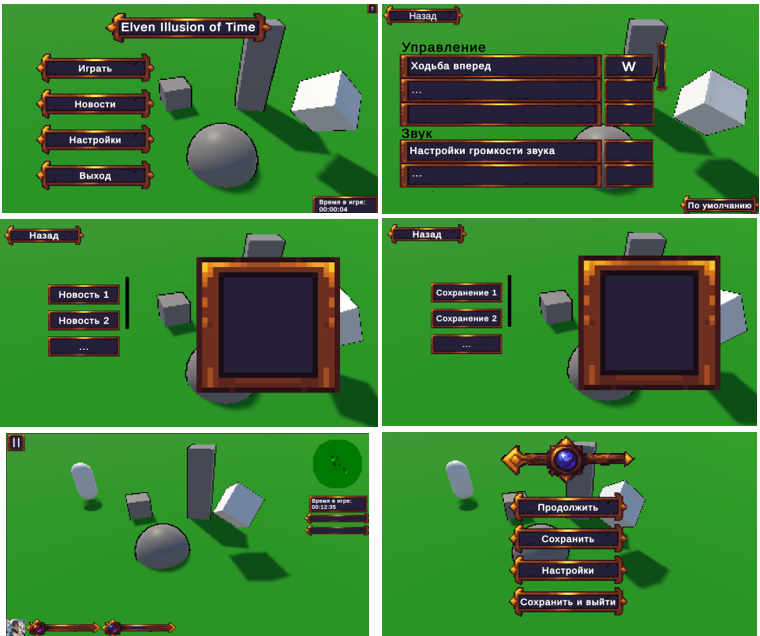 Elven Illusion of Time
?
Играть
Новости
Настройки
Выход
Время в игре:
00:00:04
Назад
Управление
Ходьба вперед
W
...
Звук
Настройки громкости звука
...
По умолчанию
Назад
Новость 1
Новость 2
...
Назад
Сохранение 1
Сохранение 2
...
Время в игре:
00:12:35
Продолжить
Сохранить
Настройки
Сохранить и выйти